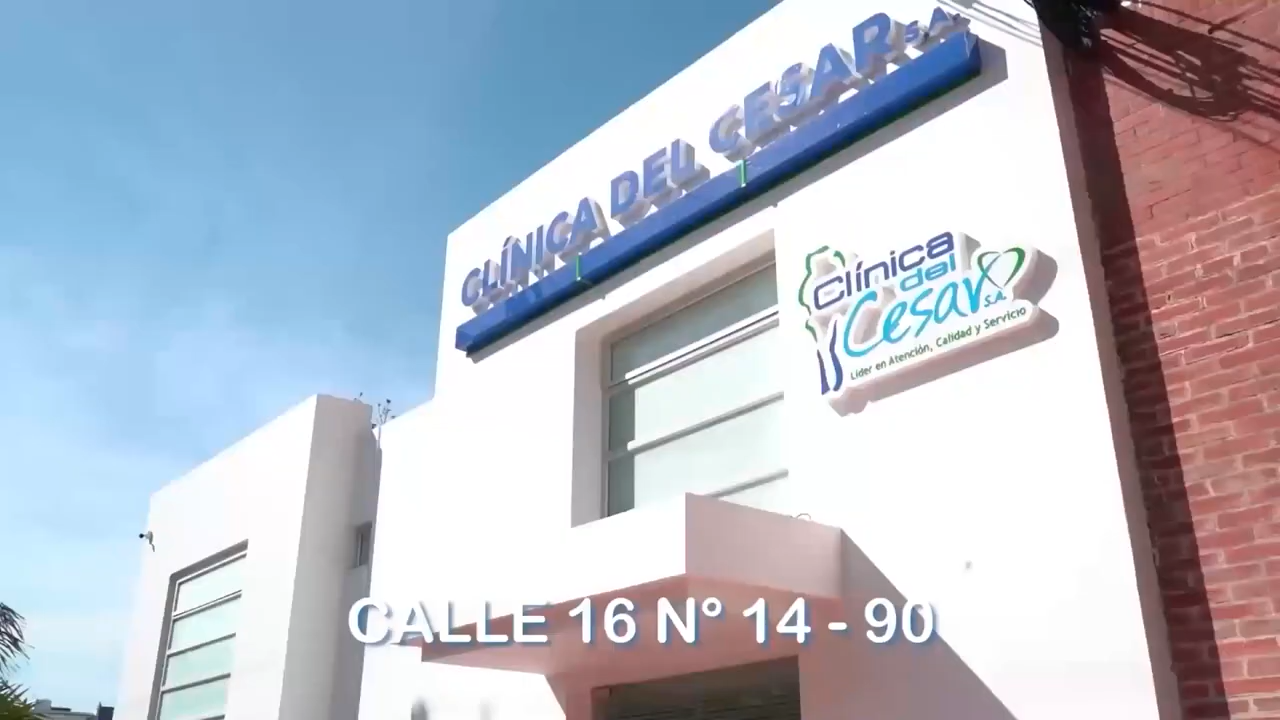 CLÍNICA DEL CESAR S.A.
Clínica
del
Cesar S.A.
Líder en Atención, Calidad y Servicio
CALLE 16 N° 14 - 90